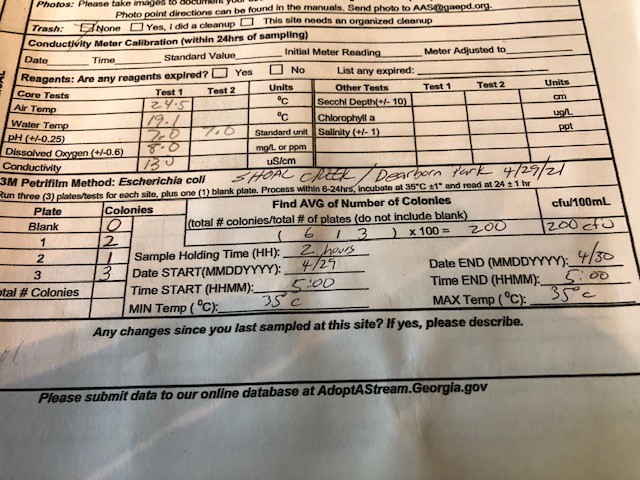 Photos: Please take images to document your
Photo point directions can be found in the manuals. Send photo to AAS@gaepd.org.
Trash: ☑ None ☐ Yes, I did a cleanup ☐ This site needs an organized cleanup
Conductivity Meter Calibration (within 24hrs of sampling)
Date Time Standard Value Initial Meter Reading Meter Adjusted to
Reagents: Are any reagents expired? ☐ Yes ☐ No List any expired:
Core Tests Test 1 Test 2 Units Other Tests Test 1 Test 2 Units
Air Temp 24.5 °C Secchi Depth(+/- 10) cm
Water Temp 19.1 °C Chlorophyll a ug/L
pH (+/-0.25) 7.0 7.0 Standard unit Salinity (+/- 1) ppt
Dissolved Oxygen (+/-0.6) 8.0 mg/L or ppm
Conductivity 130 uS/cm
SHOAL CREEK / Dearborn Park 4/29/21
3M Petrifilm Method: Escherichia coli
Run three (3) plates/tests for each site, plus one (1) blank plate. Process within 6-24hrs, incubate at 35°C ±1° and read at 24 ± 1 hr
Plate Colonies Find AVG of Number of Colonies cfu/100mL
Blank 0 (total # colonies/total # of plates (do not include blank)
1 2 ( 6 / 3 ) x 100 = 200 200 cfu
2 1 Sample Holding Time (HH): 2 hours
3 3 Date START(MMDDYYYY): 4/29 Date END (MMDDYYYY): 4/30
otal # Colonies Time START (HHMM): 5:00 Time END (HHMM): 5:00
MIN Temp (°C): 35°C MAX Temp (°C): 35°C
Any changes since you last sampled at this site? If yes, please describe.
Please submit data to our online database at AdoptAStream.Georgia.gov